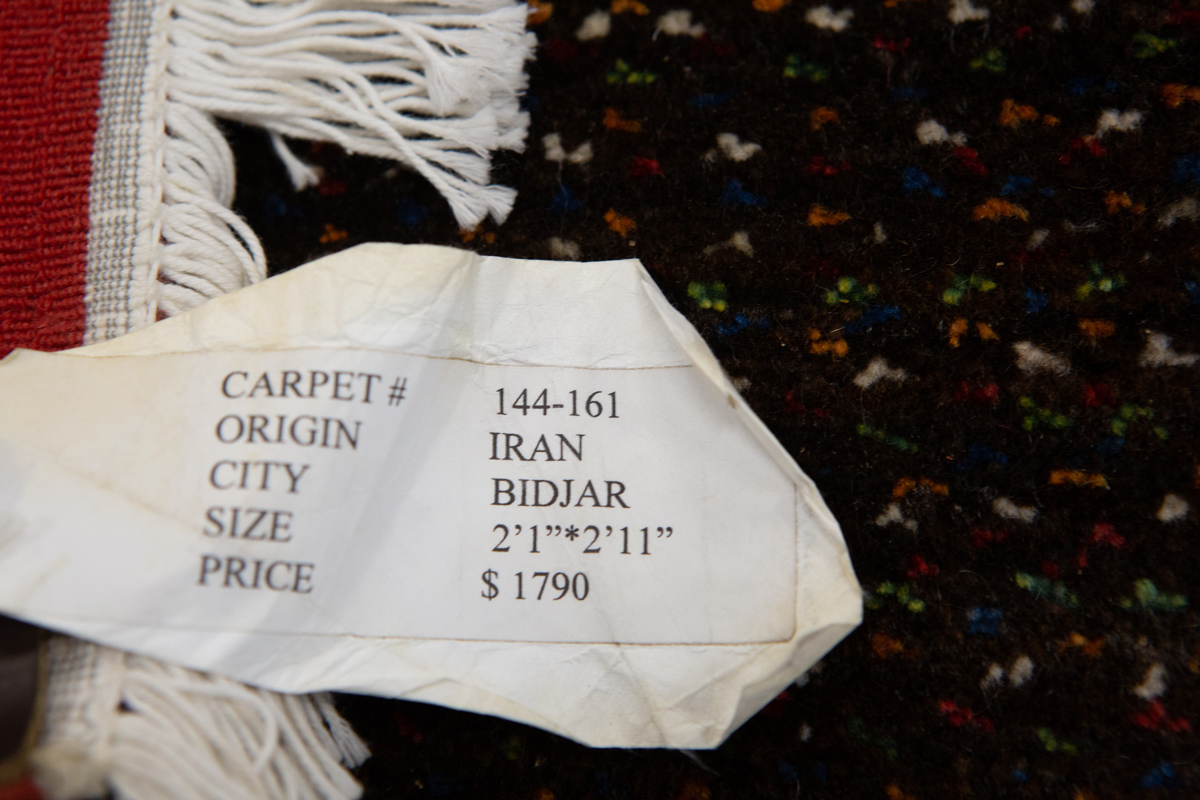 CARPET # 144-161
ORIGIN IRAN
CITY BIDJAR
SIZE 2’1”*2’11”
PRICE $ 1790